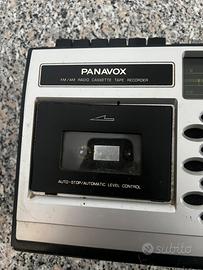 PANAVOX
FM/AM RADIO CASSETTE TAPE RECORDER
AUTO-STOP/AUTOMATIC LEVEL CONTROL
subito